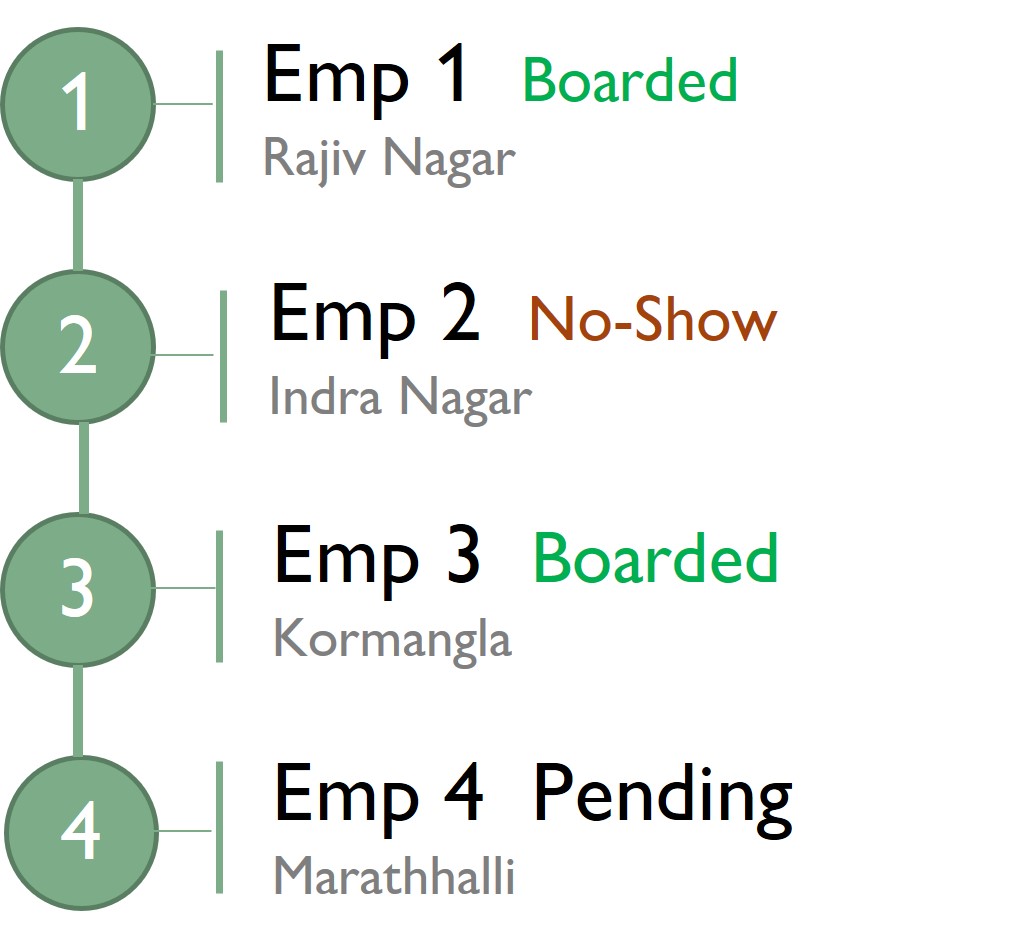 1
Emp 1 Boarded
Rajiv Nagar
2
Emp 2 No-Show
Indra Nagar
3
Emp 3 Boarded
Kormangla
4
Emp 4 Pending
Marathhalli